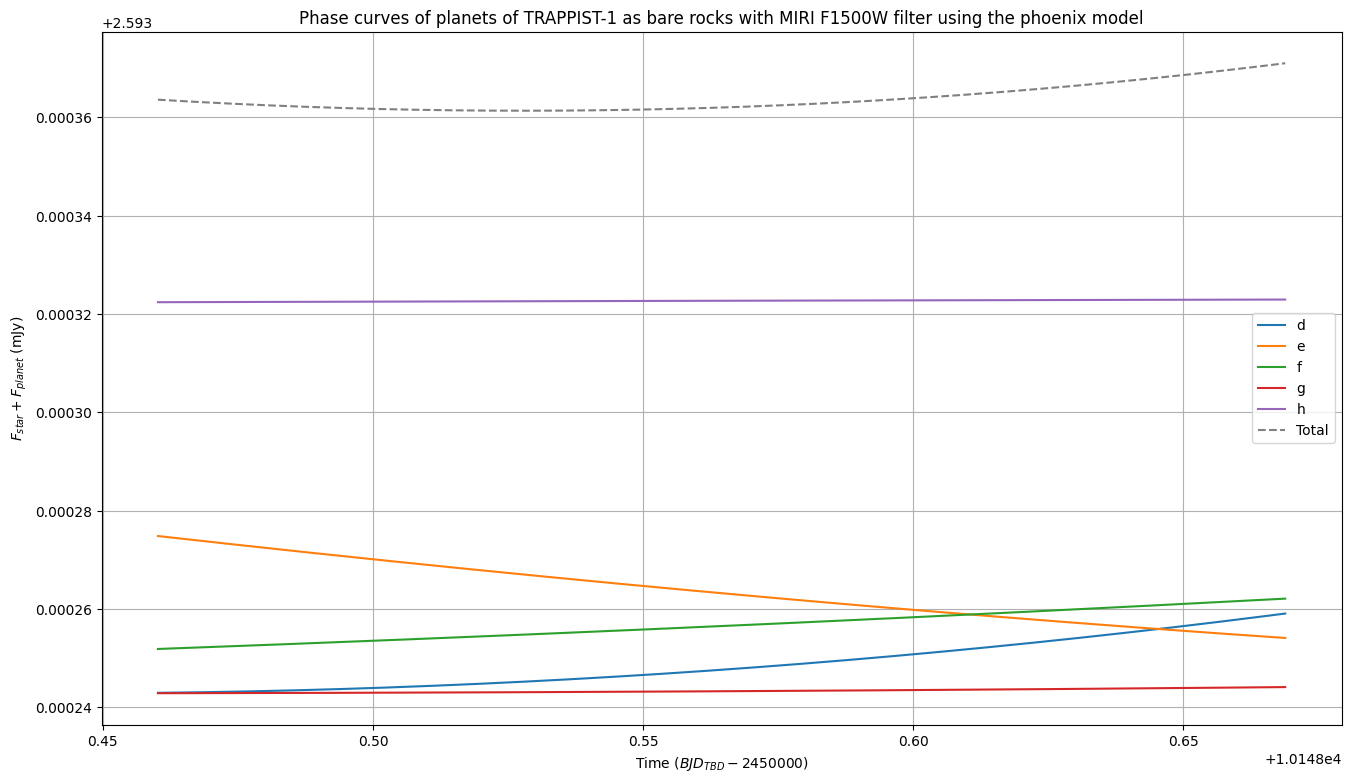 Phase curves of planets of TRAPPIST-1 as bare rocks with MIRI F1500W filter using the phoenix model
+2.593
0.00036
0.00034
0.00032
0.00030
0.00028
0.00026
0.00024
F_{star} + F_{planet} (mJy)
d
e
f
g
h
Total
0.45
0.50
0.55
0.60
0.65
+1.0148e4
Time (BJD_{TBD} − 2450000)